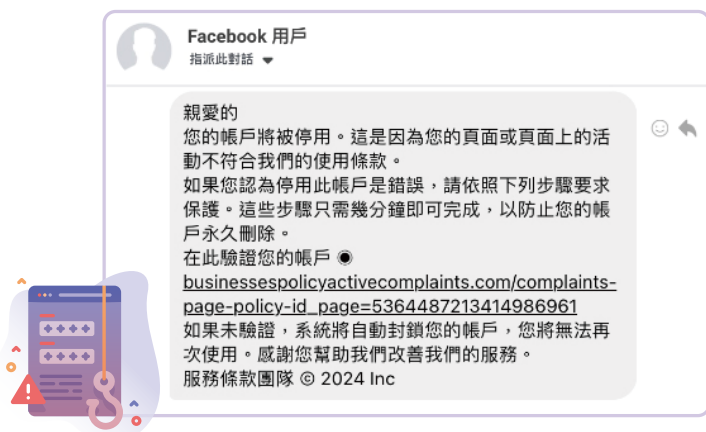 Facebook 用戶
指派此對話
親愛的
您的帳戶將被停用。這是因為您的頁面或頁面上的活
動不符合我們的使用條款。
如果您認為停用此帳戶是錯誤，請依照下列步驟要求
保護。這些步驟只需幾分鐘即可完成，以防止您的帳
戶永久刪除。
在此驗證您的帳戶
businessespolicyactivecomplaints.com/complaints-
page-policy-id_page=5364487213414986961
如果未驗證，系統將自動封鎖您的帳戶，您將無法再
次使用。感謝您幫助我們改善我們的服務。
服務條款團隊 © 2024 Inc